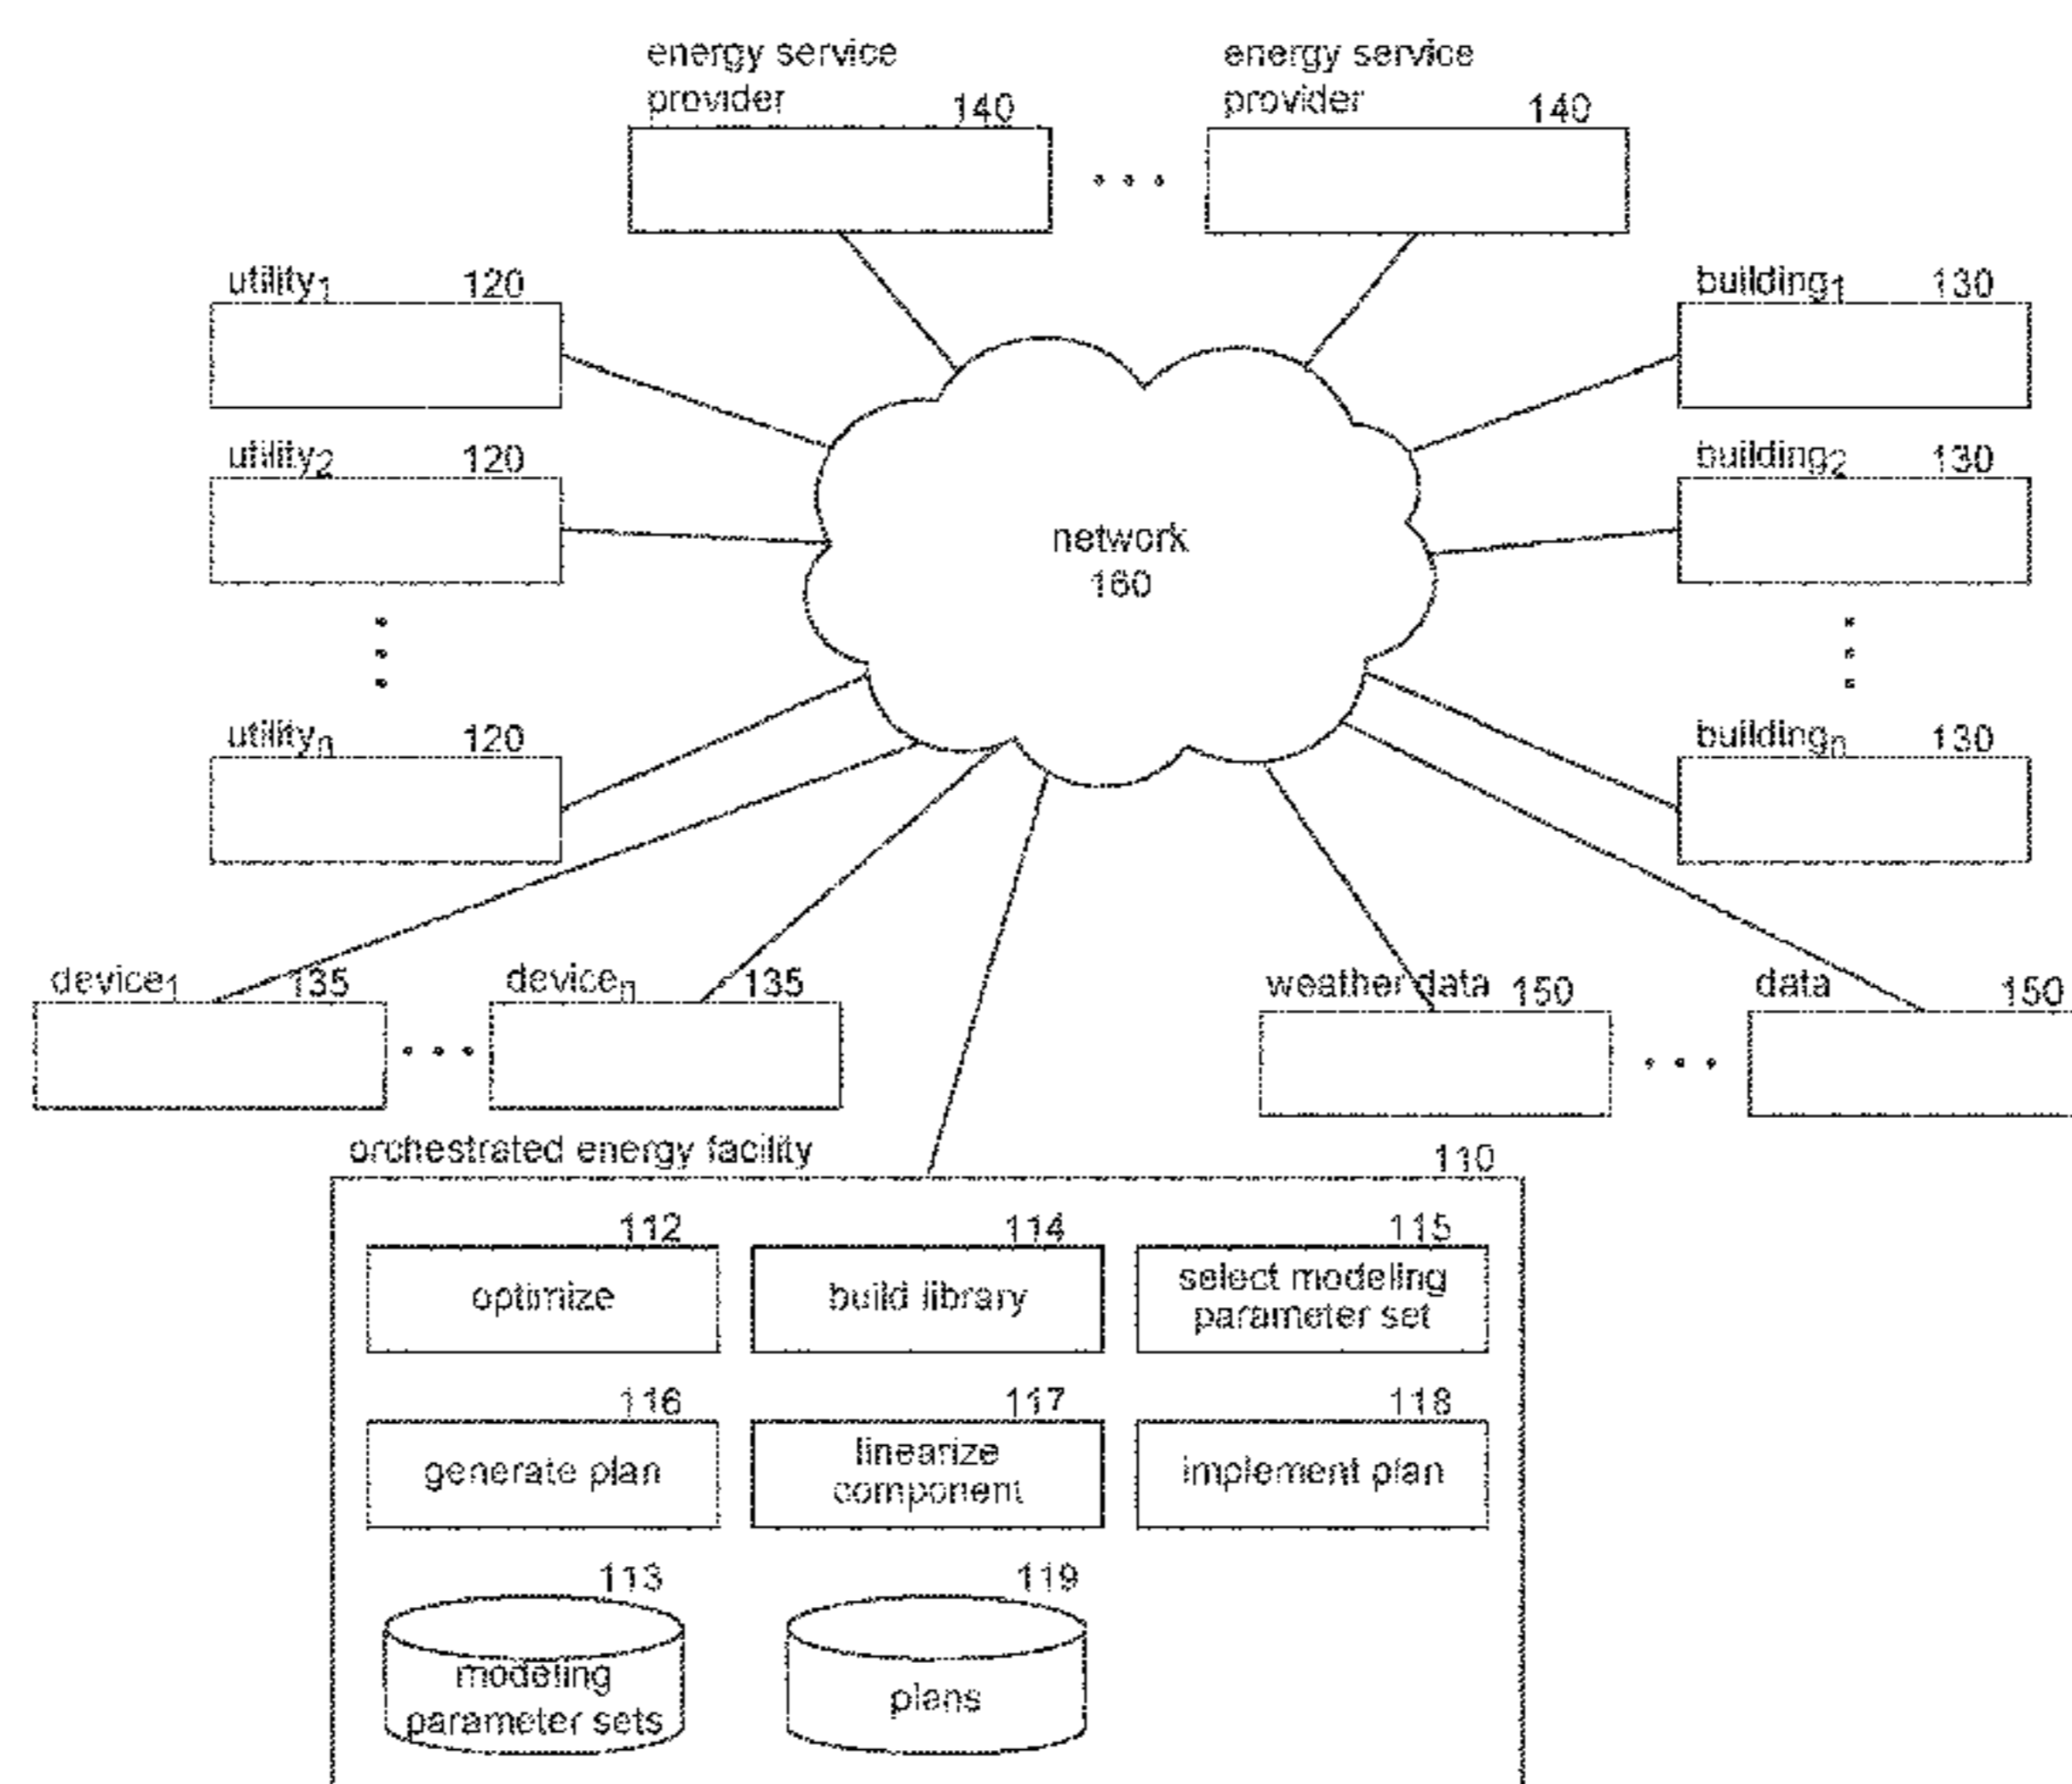 energy service
provider 140
energy service
provider 140
utility1 120
building1 130
utility2 120
building2 130
network
160
utilityn 120
buildingn 130
device1 135
devicen 135
weather data 150
data 150
orchestrated energy facility 110
112
optimize
114
build library
115
select modeling
parameter set
116
generate plan
117
linearize
component
118
implement plan
113
modeling
parameter sets
119
plans